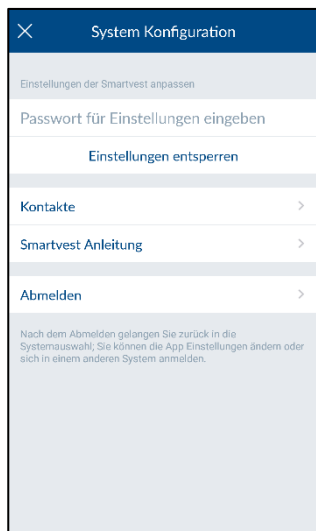 System Konfiguration
Einstellungen der Smartvest anpassen
Passwort für Einstellungen eingeben
Einstellungen entsperren
Kontakte
Smartvest Anleitung
Abmelden
Nach dem Abmelden gelangen Sie zurück in die
Systemauswahl; Sie können die App Einstellungen ändern oder
sich in einem anderen System anmelden.